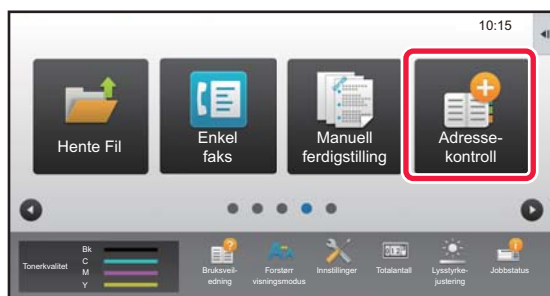 10:15
Hente Fil
Enkel
faks
Manuell
ferdigstilling
Adresse-
kontroll
Tonerkvalitet
Bk
C
M
Y
Bruksveil-
edning
Forstørr
visningsmodus
Innstillinger
Totalantall
Lysstyrke-
justering
Jobbstatus